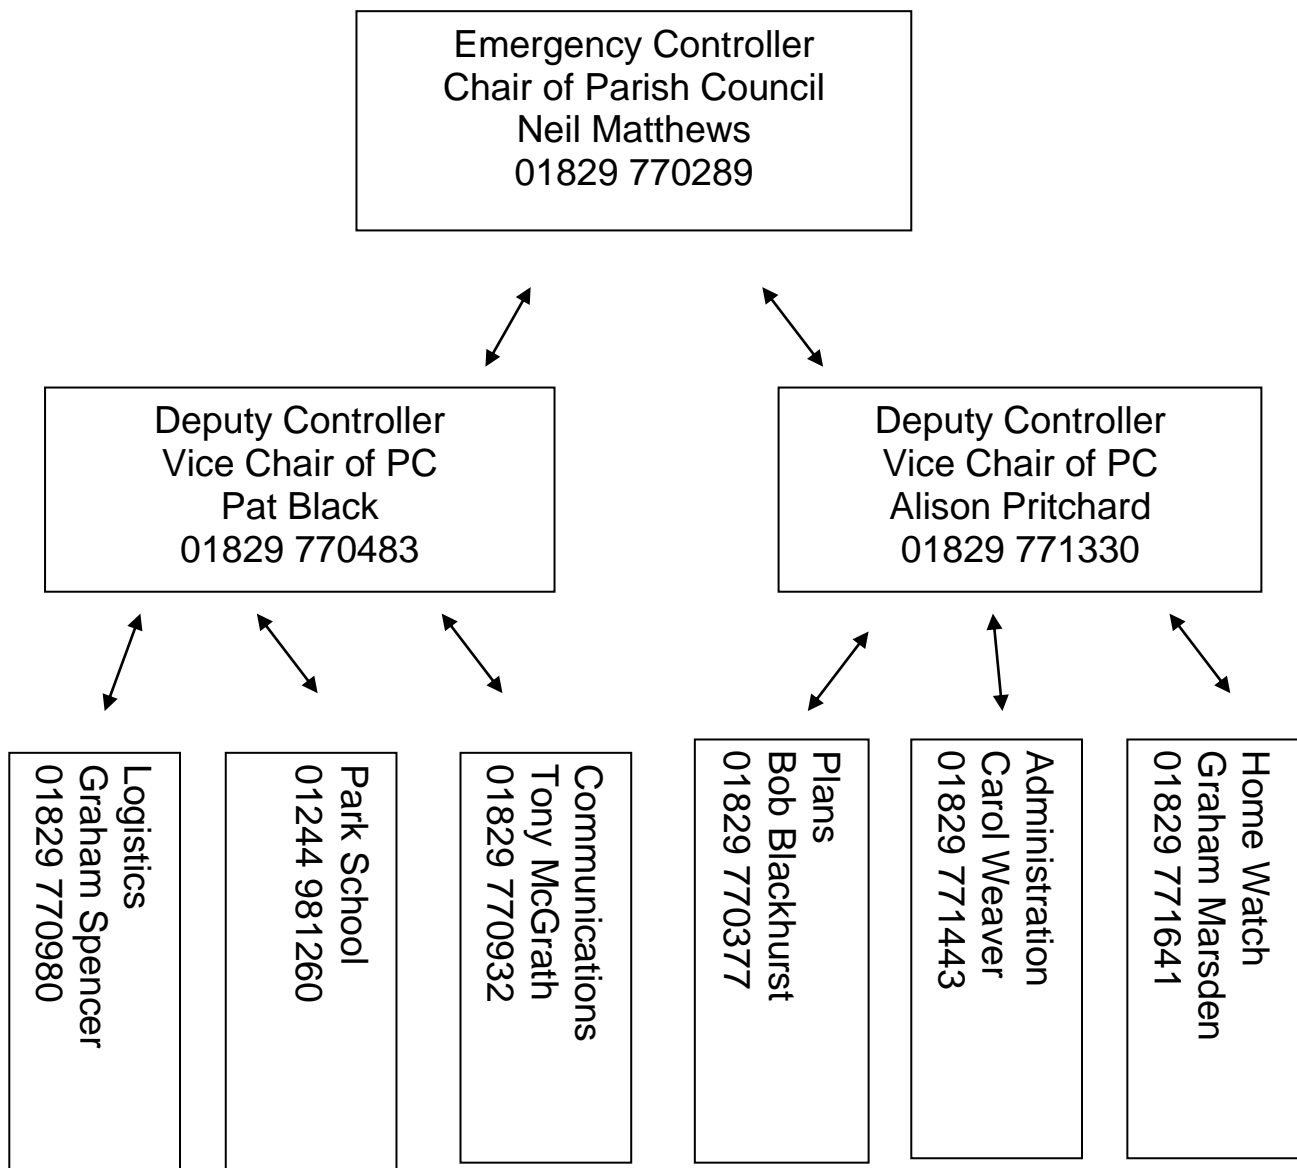 Emergency Controller
Chair of Parish Council
Neil Matthews
01829 770289
Deputy Controller
Vice Chair of PC
Pat Black
01829 770483
Deputy Controller
Vice Chair of PC
Alison Pritchard
01829 771330
Logistics
Graham Spencer
01829 770980
Park School
01244 981260
Communications
Tony McGrath
01829 770932
Plans
Bob Blackhurst
01829 770377
Administration
Carol Weaver
01829 771443
Home Watch
Graham Marsden
01829 771641